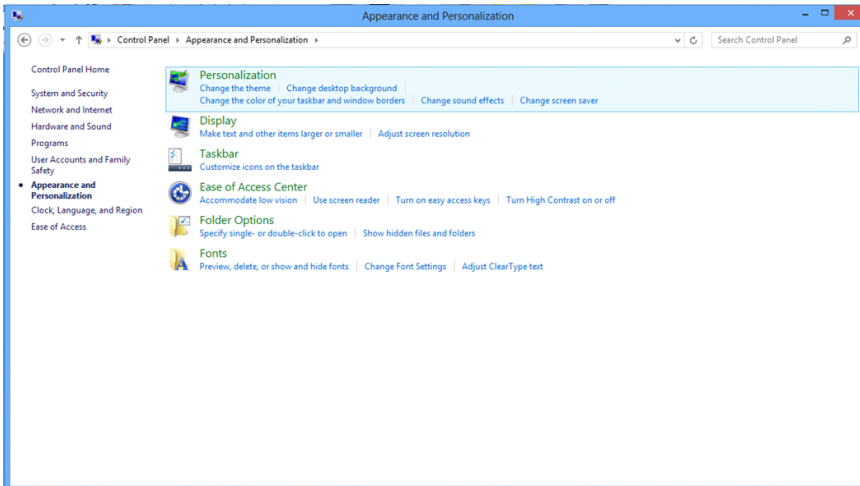 Appearance and Personalization
Control Panel Appearance and Personalization
Search Control Panel
Control Panel Home
System and Security
Network and Internet
Hardware and Sound
Programs
User Accounts and Family
Safety
Appearance and
Personalization
Clock, Language, and Region
Ease of Access
Personalization
Change the theme Change desktop background
Change the color of your taskbar and window borders Change sound effects Change screen saver
Display
Make text and other items larger or smaller Adjust screen resolution
Taskbar
Customize icons on the taskbar
Ease of Access Center
Accommodate low vision Use screen reader Turn on easy access keys Turn High Contrast on or off
Folder Options
Specify single- or double-click to open Show hidden files and folders
Fonts
Preview, delete, or show and hide fonts Change Font Settings Adjust ClearType text